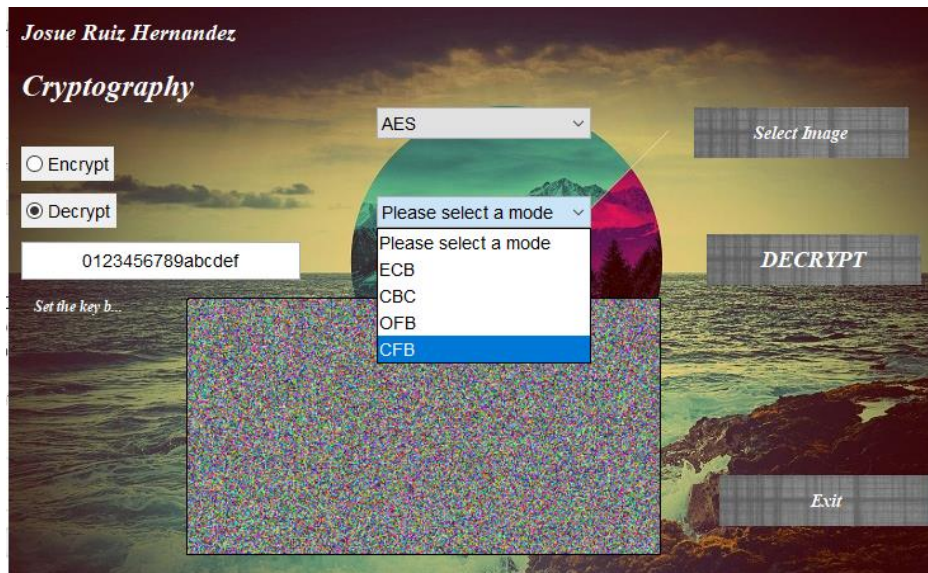 Josue Ruiz Hernandez
Cryptography
AES
Select Image
Encrypt
Decrypt
Please select a mode
Please select a mode
ECB
CBC
OFB
CFB
0123456789abcdef
DECRYPT
Set the key b...
Exit